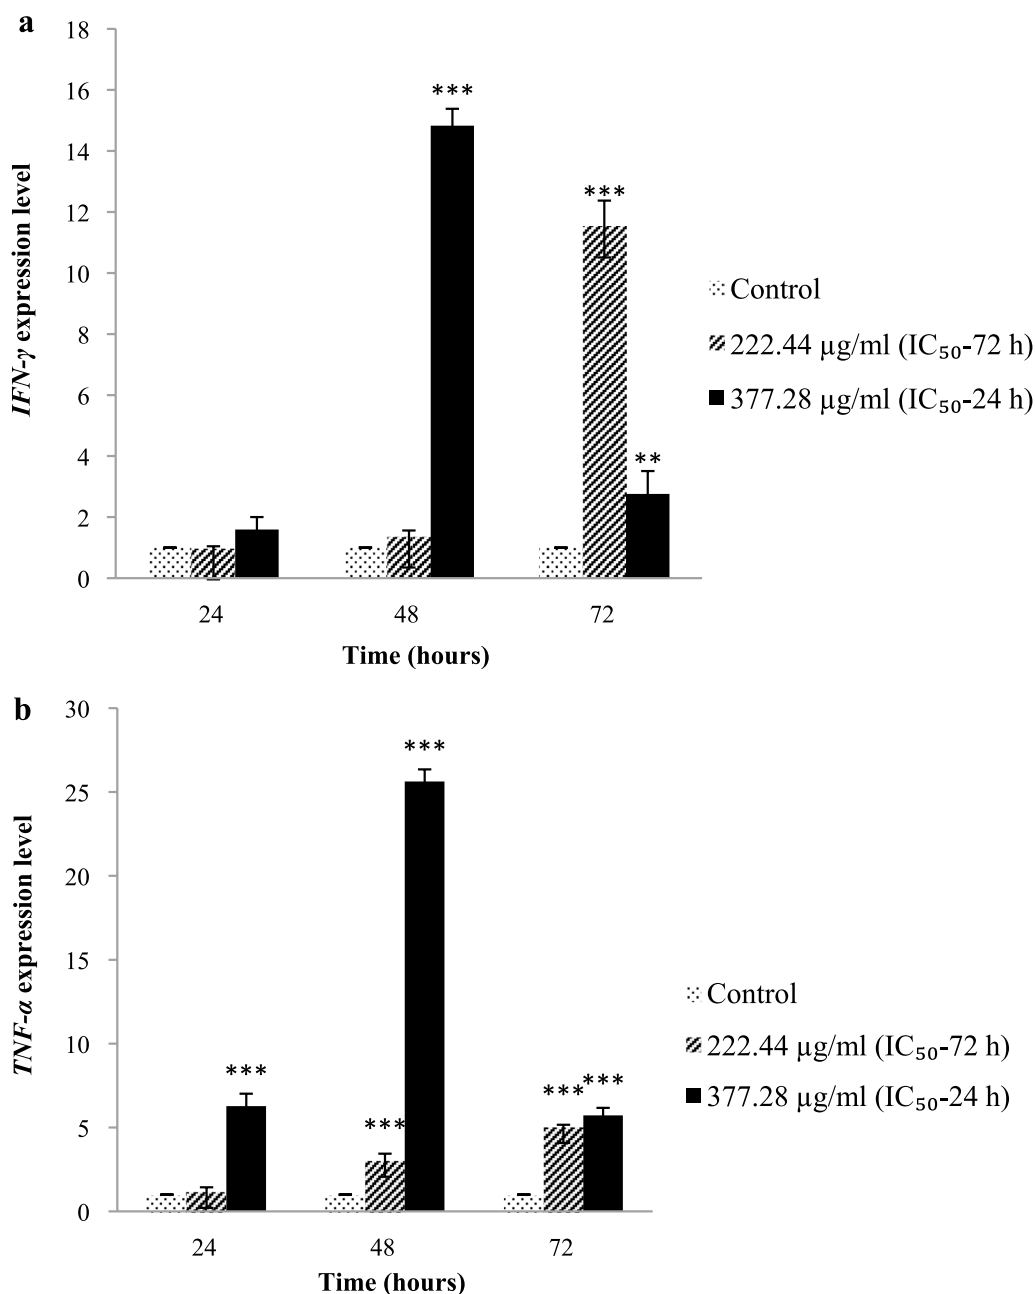 a
18
16
14
12
10
8
6
4
2
0
IFN-γ expression level
***
***
**
24 48 72
Time (hours)
Control
222.44 µg/ml (IC₅₀-72 h)
377.28 µg/ml (IC₅₀-24 h)
b
30
25
20
15
10
5
0
TNF-α expression level
***
***
***
*** ***
24 48 72
Time (hours)
Control
222.44 µg/ml (IC₅₀-72 h)
377.28 µg/ml (IC₅₀-24 h)